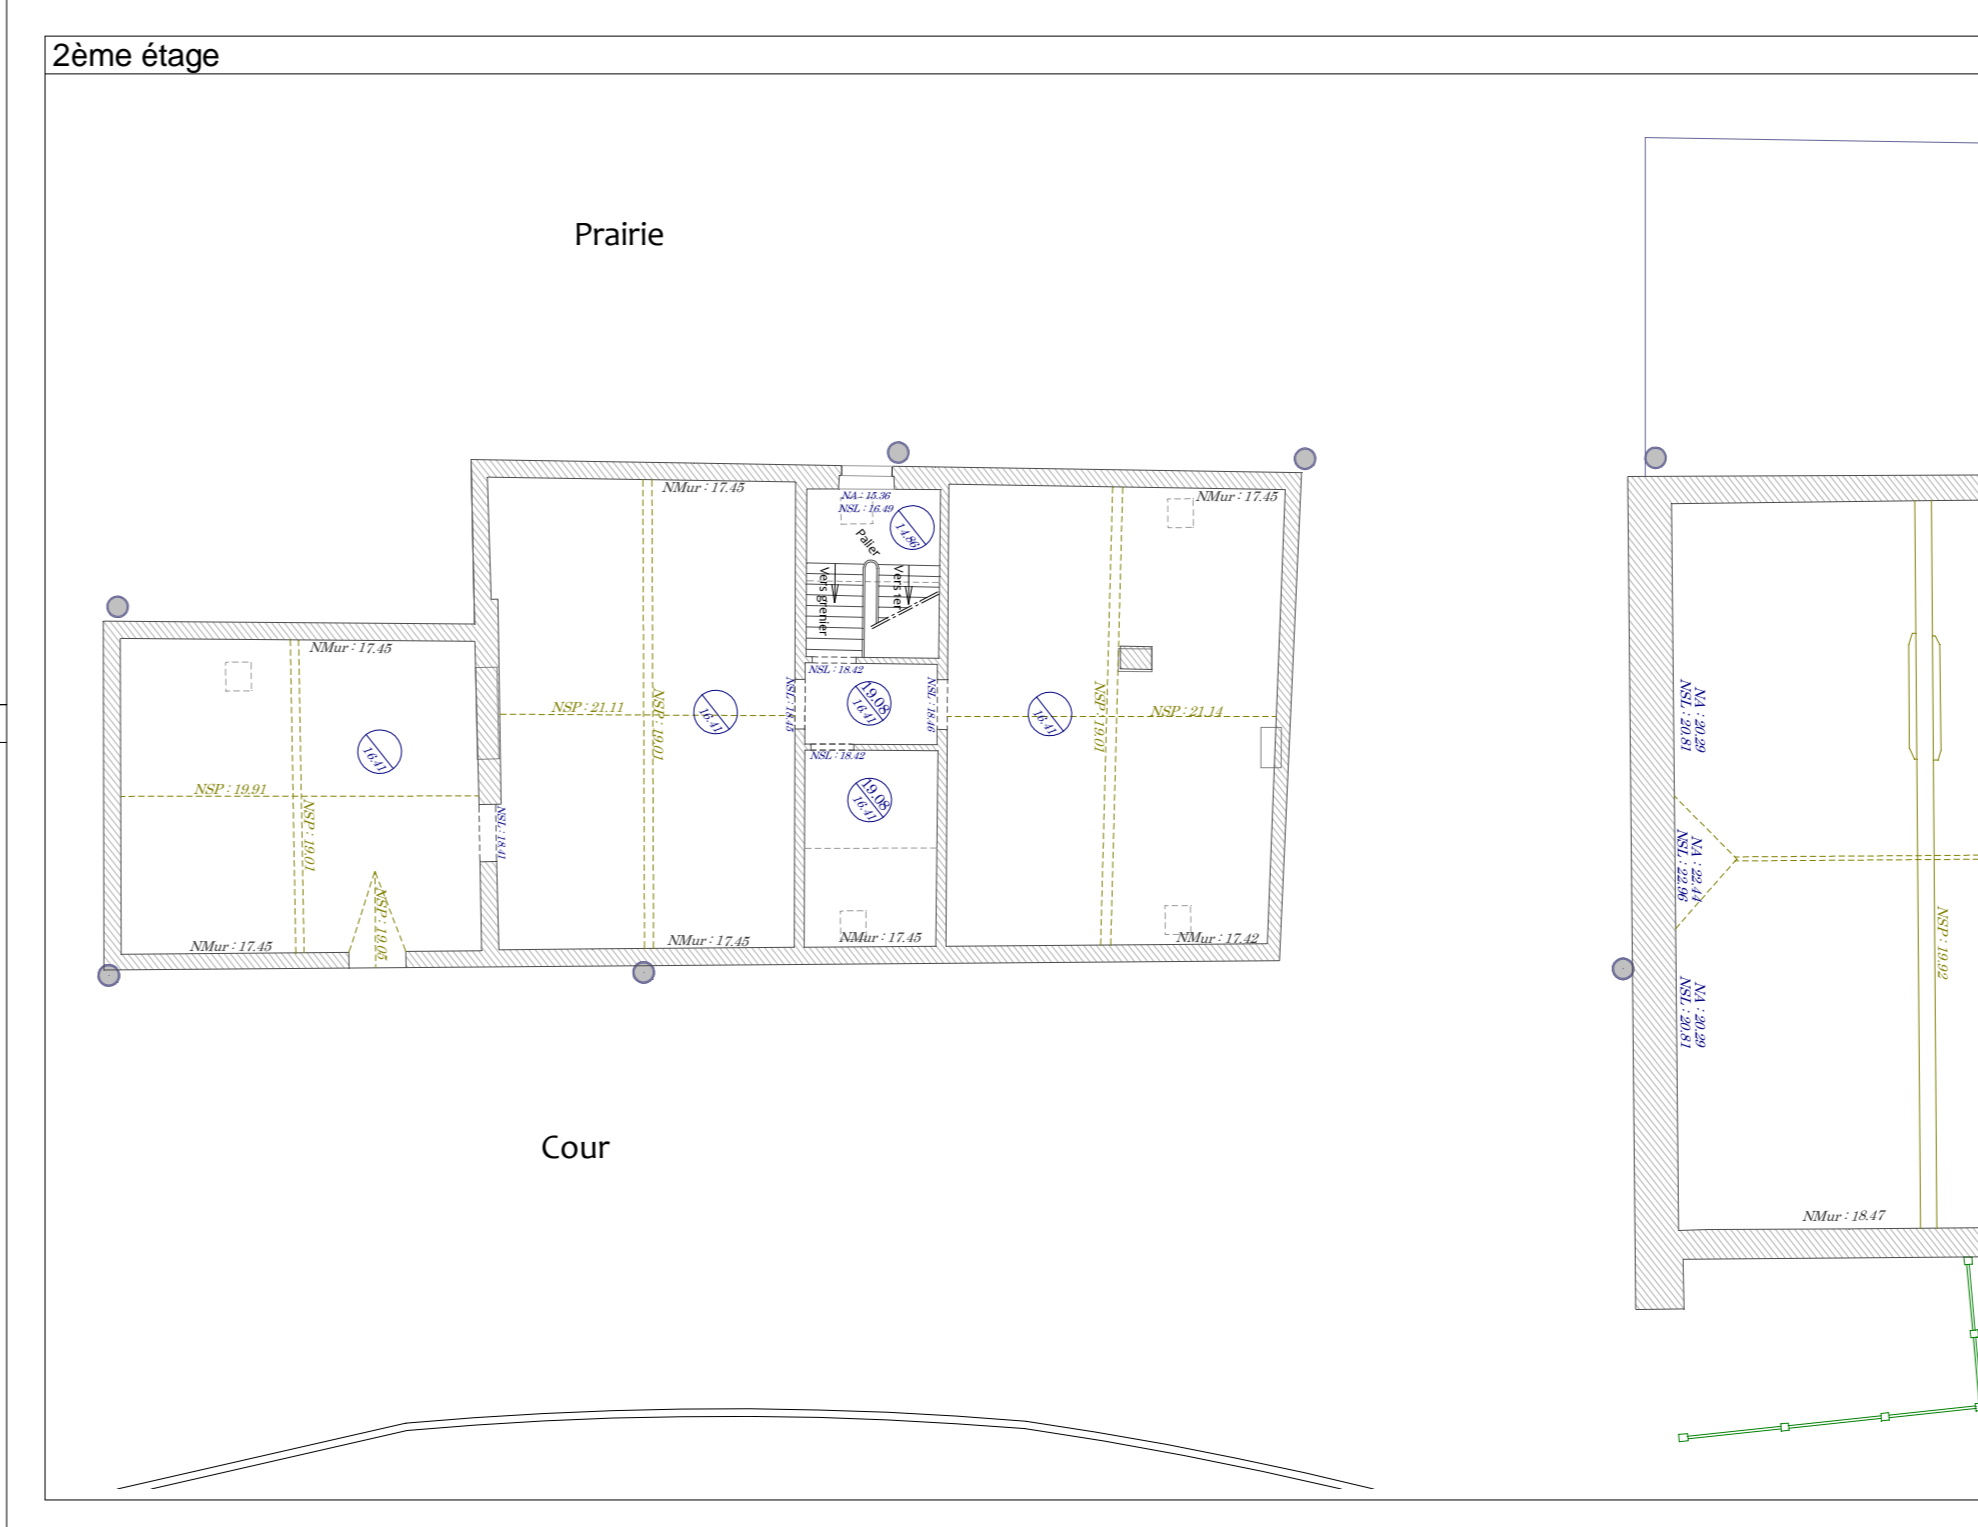 2ème étage
Prairie
NMur : 17.45
NMur : 17.45
NA : 15.36
NSL : 16.49
14.86
Palier
Vers grenier
Vers 1er
NMur : 17.45
NSL : 18.42
NSL : 18.45
NSL : 18.46
19.08
16.41
NSP : 21.11
NSP : 19.01
16.41
16.41
NSP : 19.01
NSP : 21.14
16.41
NSL : 18.42
19.08
16.41
NSP : 19.91
NSP : 19.01
NSL : 18.41
NSP : 19.05
NMur : 17.45
NMur : 17.45
NMur : 17.45
NMur : 17.42
NA : 20.29
NSL : 20.81
NA : 22.44
NSL : 22.96
NSP : 19.92
NA : 20.29
NSL : 20.81
Cour
NMur : 18.47